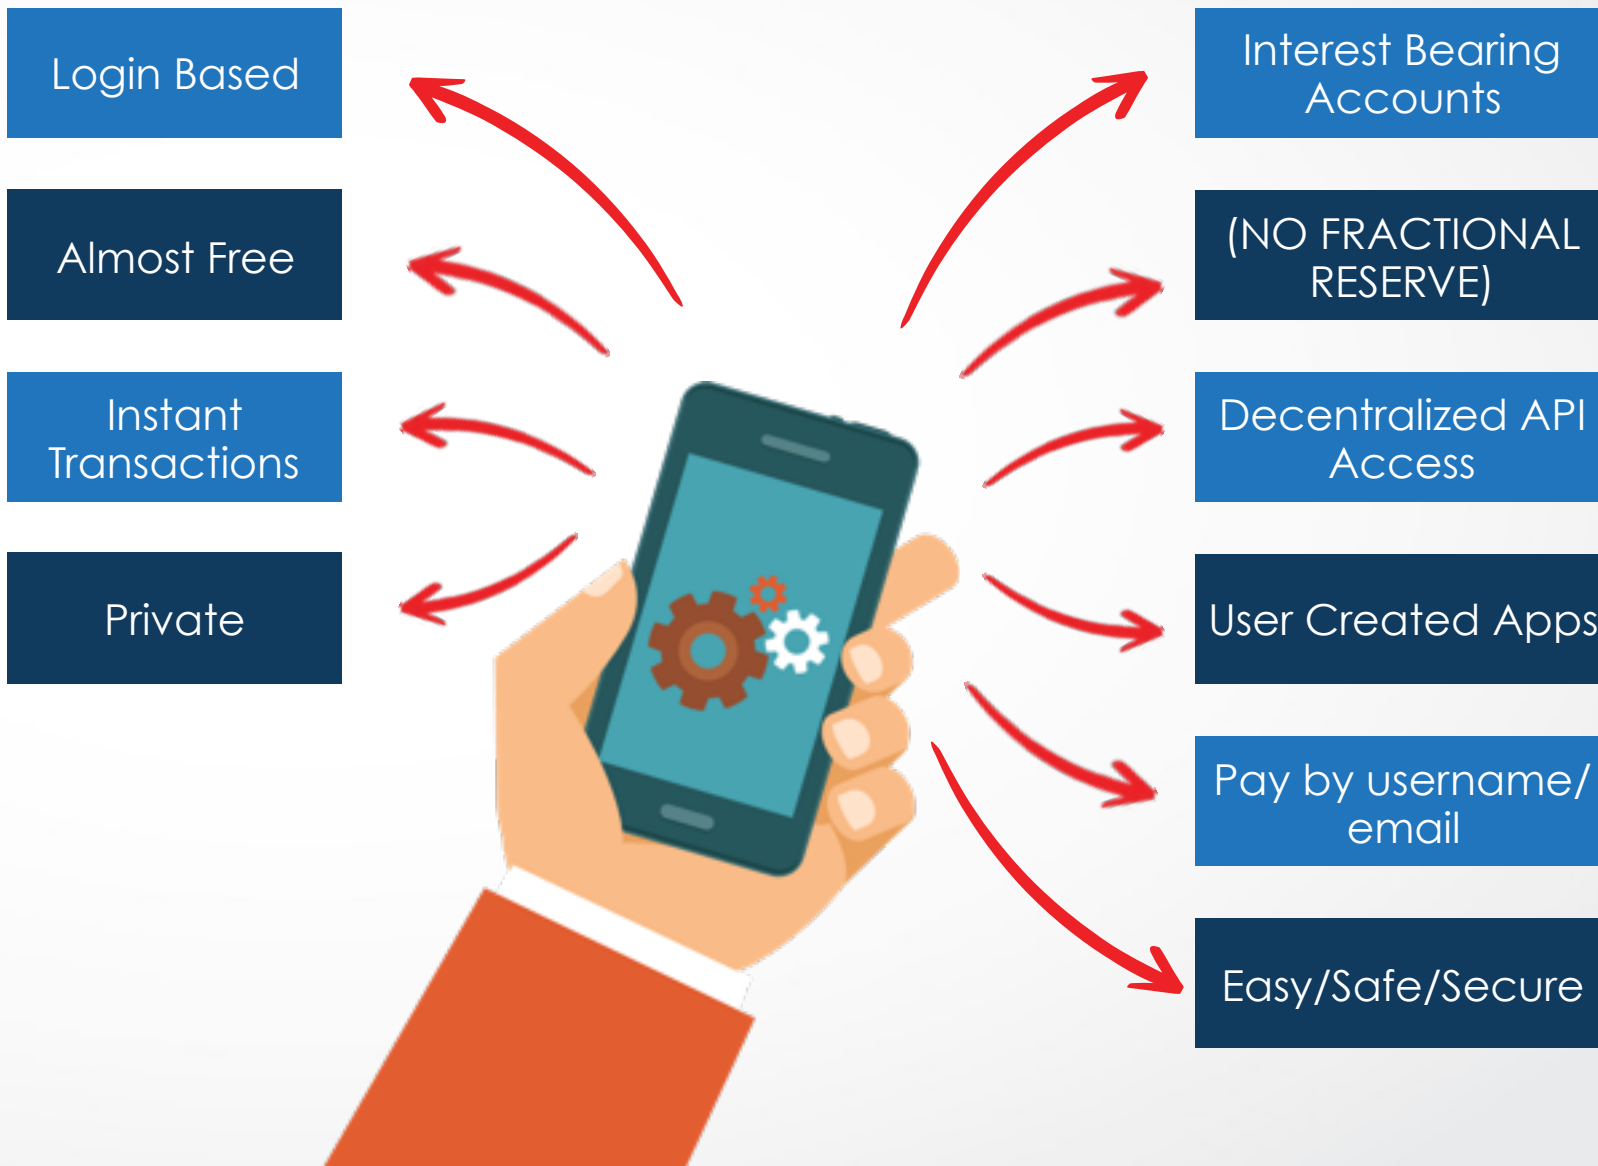 Login Based
Almost Free
Instant
Transactions
Private
Interest Bearing
Accounts
(NO FRACTIONAL
RESERVE)
Decentralized API
Access
User Created Apps
Pay by username/
email
Easy/Safe/Secure